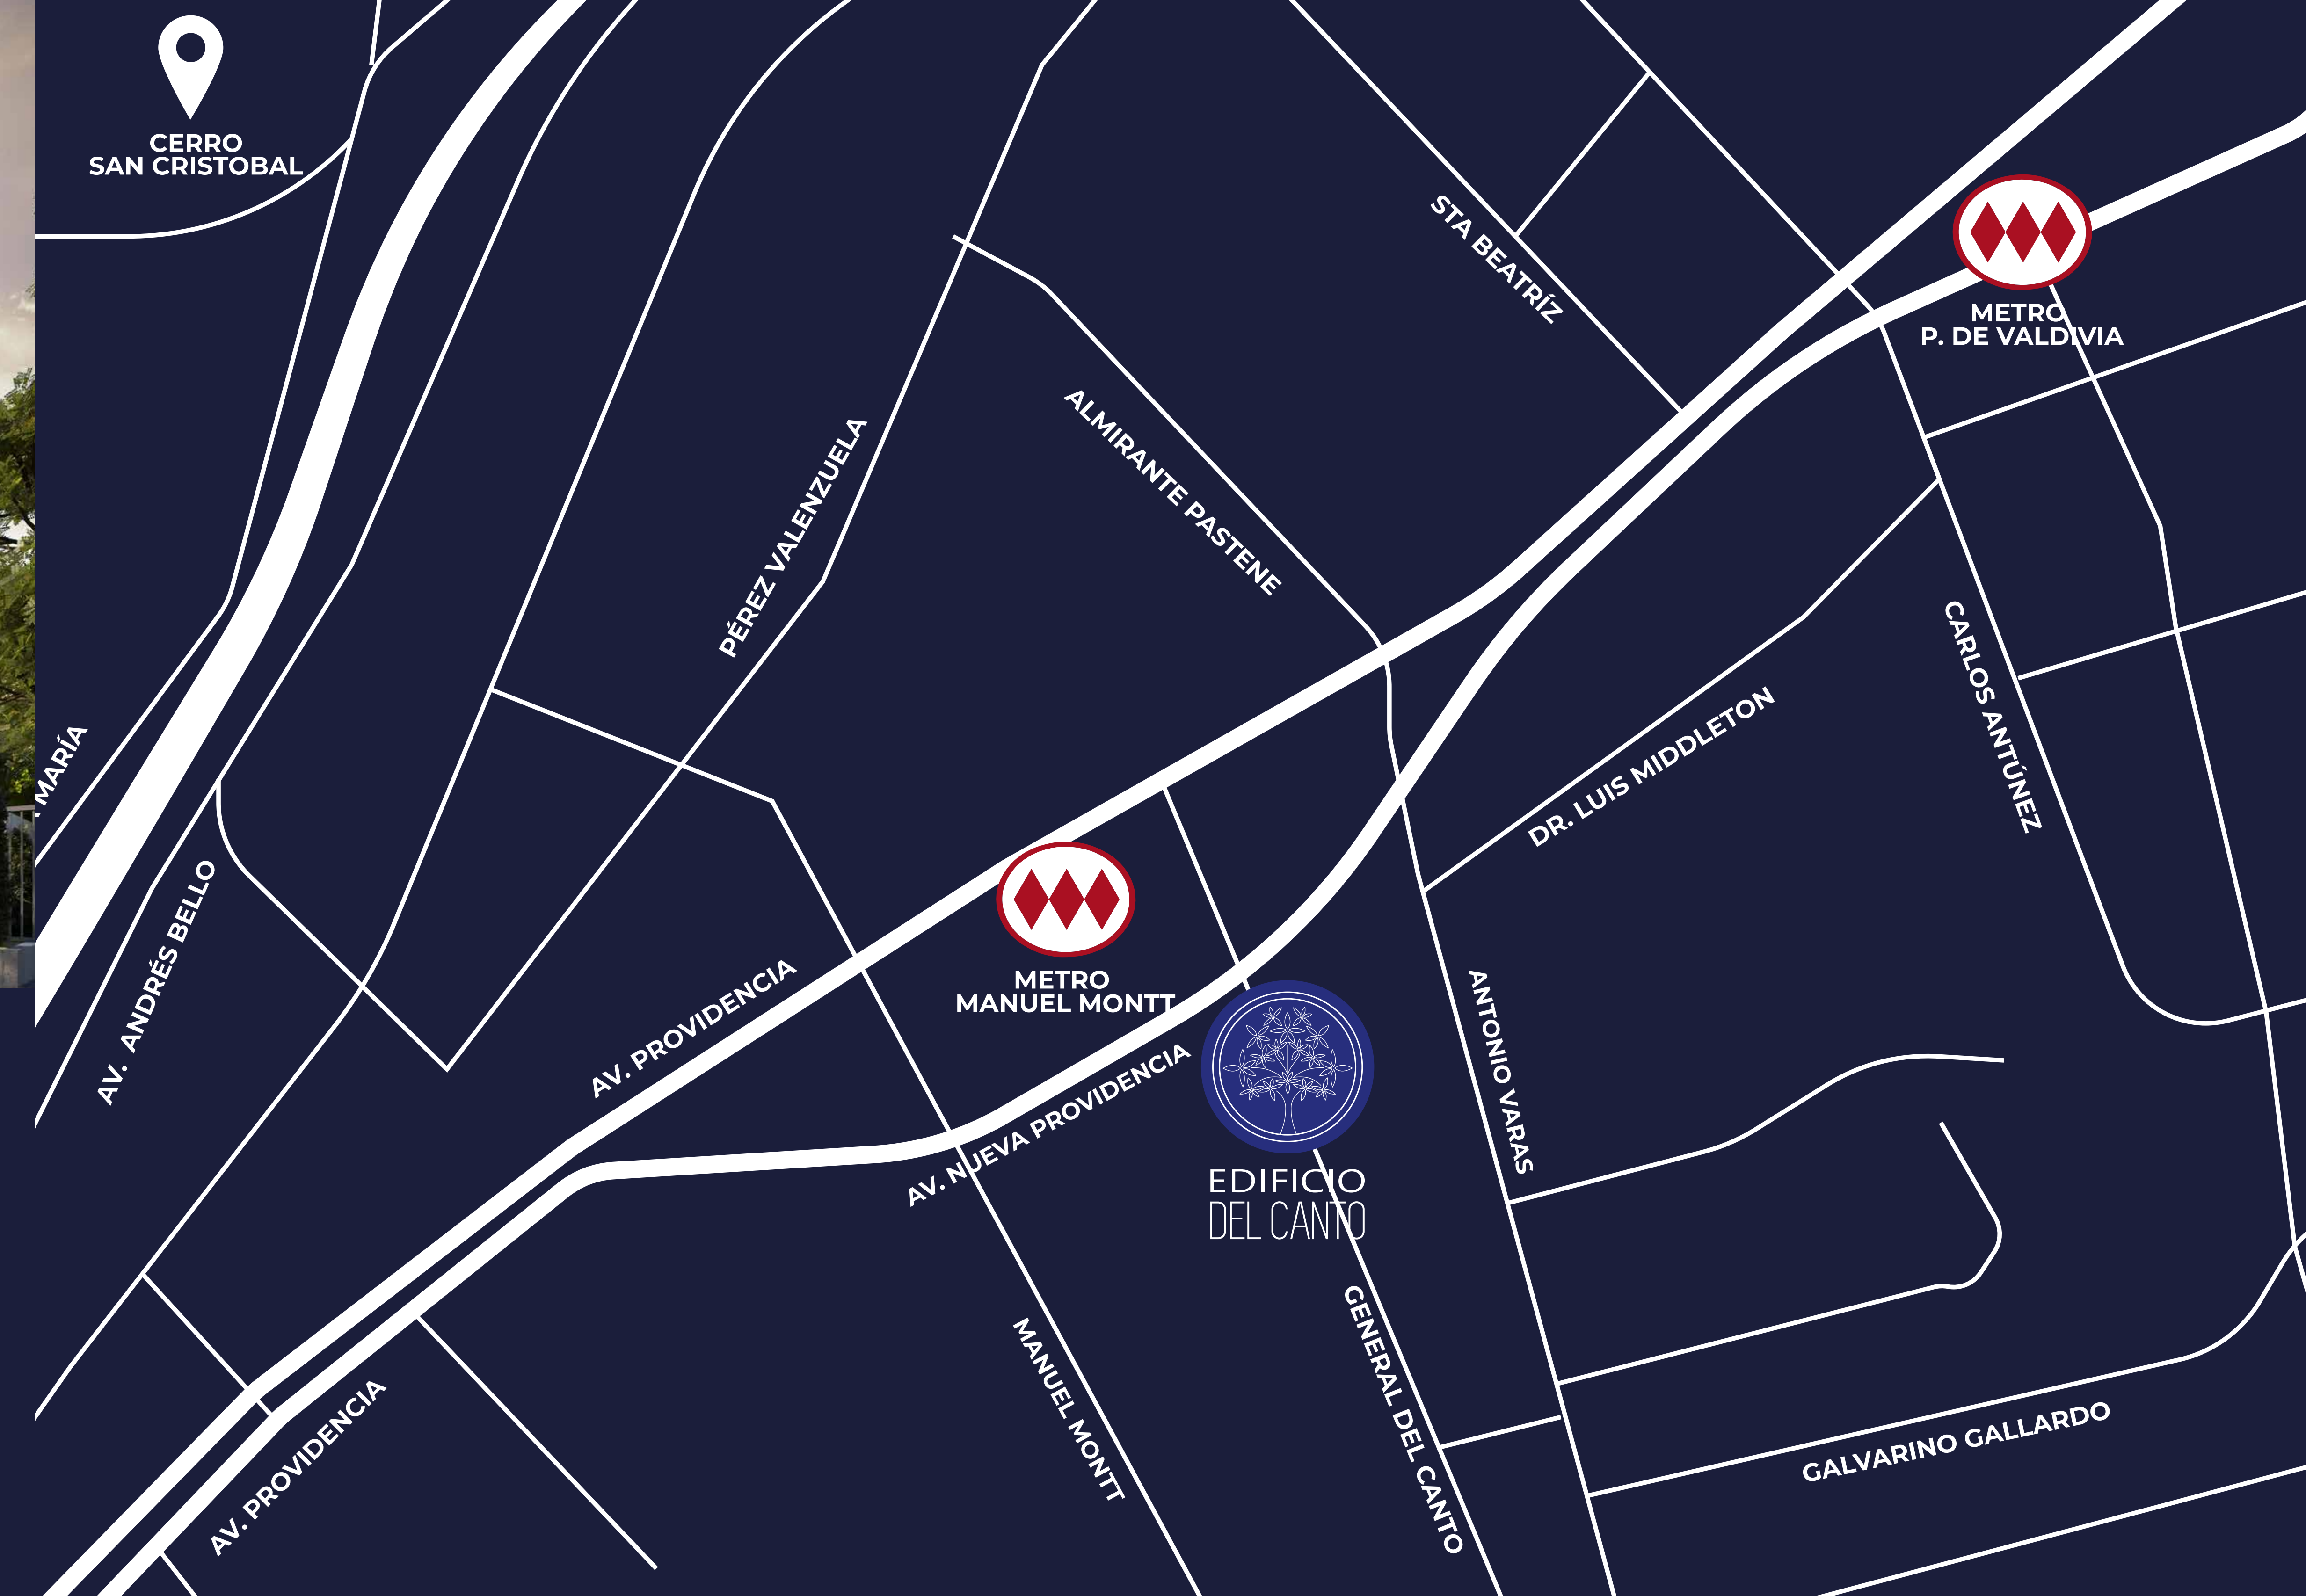 CERRO
SAN CRISTOBAL
STA BEATRÍZ
METRO
P. DE VALDIVIA
ALMIRANTE PASTENE
PÉREZ VALENZUELA
CARLOS ANTÚNEZ
MARÍA
DR. LUIS MIDDLETON
AV. ANDRÉS BELLO
METRO
MANUEL MONTT
AV. PROVIDENCIA
ANTONIO VARAS
AV. NUEVA PROVIDENCIA
EDIFICIO
DEL CANTO
GENERAL DEL CANTO
MANUEL MONTT
AV. PROVIDENCIA
GALVARINO GALLARDO